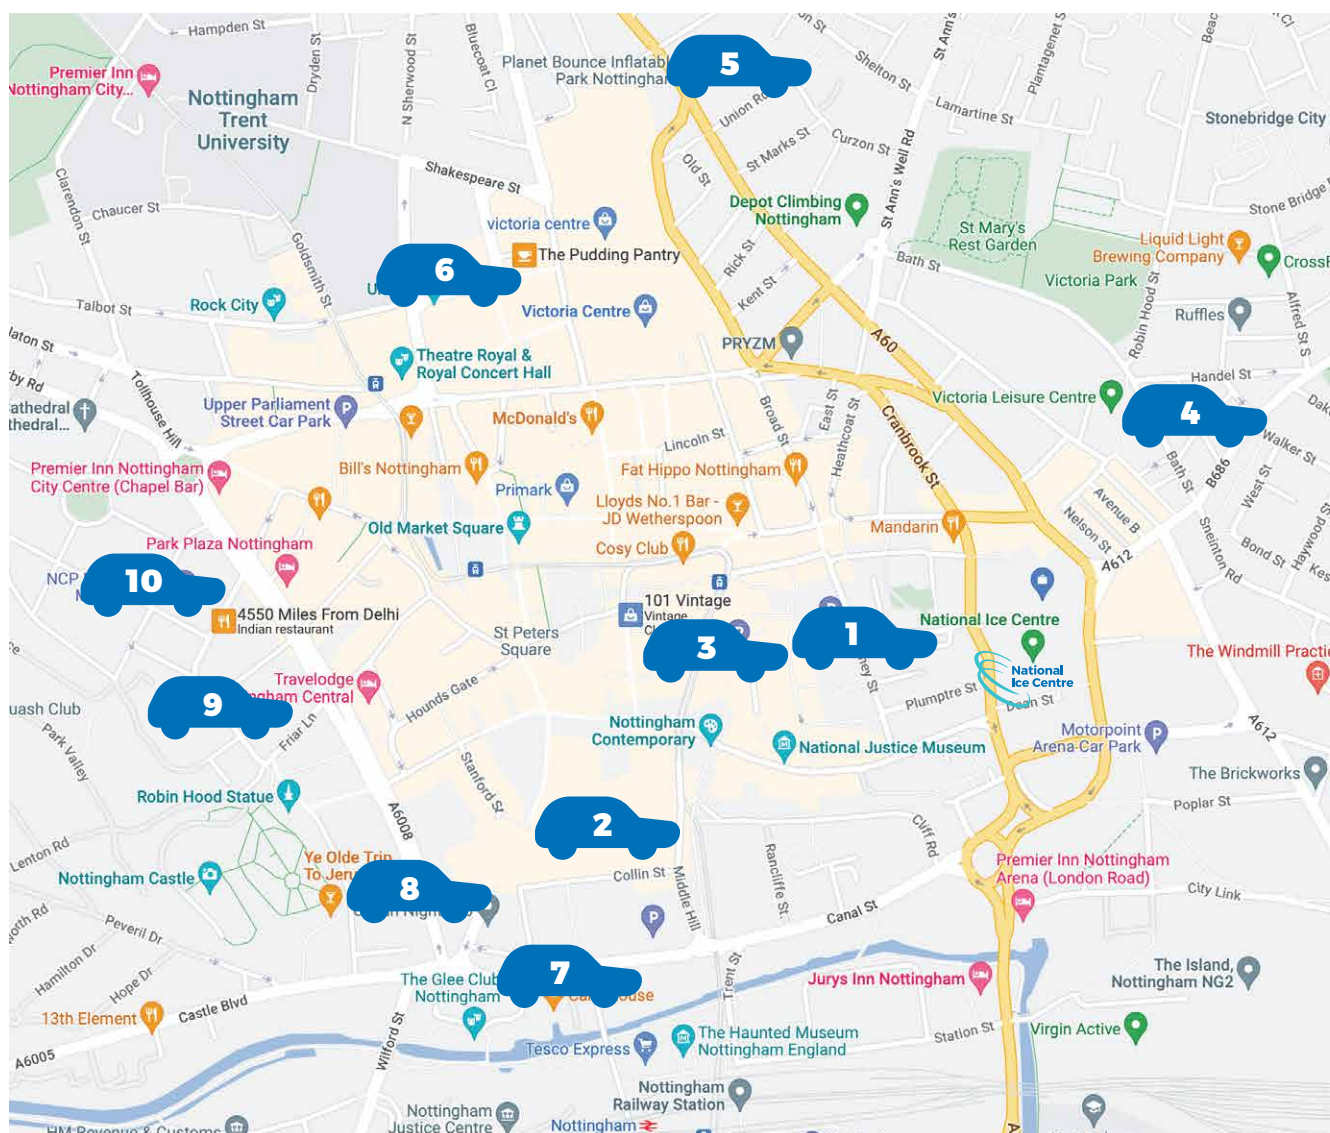 Hampden St
Dryden St
N Sherwood St
Bluecoat Cl
Planet Bounce
Park
5
Shelton St
St Ann's
Plantagenet St
Premier Inn
Nottingham City...
Nottingham
Trent
University
Union Rd
Lamartine St
Stonebridge City
Old St
St Marks St
Curzon St
St Ann's Well Rd
Shakespeare St
Clarendon St
Chaucer St
Goldsmith St
victoria centre
The Pudding Pantry
Depot Climbing
Nottingham
St Mary's
Rest Garden
Stone Bridge
Liquid Light
Brewing Company
Bath St
Victoria Park
Robin Hood St
6
Rick St
Kent St
Talbot St
Rock City
Victoria Centre
Ruffles
Alfred St S
PRYZM
A60
Theatre Royal &
Royal Concert Hall
Tollhouse Hill
Upper Parliament
Street Car Park
McDonald's
Broad St
East St
Heathcoat St
Cranbrook St
Victoria Leisure Centre
Handel St
4
Walker St
Lincoln St
Premier Inn Nottingham
City Centre (Chapel Bar)
Bill's Nottingham
Primark
Fat Hippo Nottingham
Lloyds No.1 Bar -
JD Wetherspoon
Bath St
B686
West St
Avenue B
Nelson St
Haywood St
Old Market Square
Cosy Club
Mandarin
Sneinton Rd
Bond St
A612
Park Plaza Nottingham
NCP
10
4550 Miles From Delhi
Indian restaurant
101 Vintage
Vintage
St Peters
Square
3
1
National Ice Centre
National
Ice Centre
The Windmill
Travelodge
Central
9
Hounds Gate
Friar Ln
Plumptre St
Dean St
Park Valley
Nottingham
Contemporary
National Justice Museum
Motorpoint
Arena Car Park
A612
Stanford St
Robin Hood Statue
The Brickworks
Poplar St
A6008
2
Cliff Rd
Lenton Rd
Ye Olde Trip
To
Nottingham Castle
8
Collin St
Middle Hill
Rancliffe St
Premier Inn Nottingham
Arena (London Road)
City Link
Canal St
Peveril Dr
Hamilton Dr
Hope Dr
The Glee Club
Nottingham
7
Trent St
Jurys Inn Nottingham
The Island,
Nottingham NG2
13th Element
Castle Blvd
A6005
Wilford St
Tesco Express
The Haunted Museum
Nottingham England
Station St
Virgin Active
Nottingham
Railway Station
Nottingham
Justice Centre
Nottingham
HM Revenue & Customs